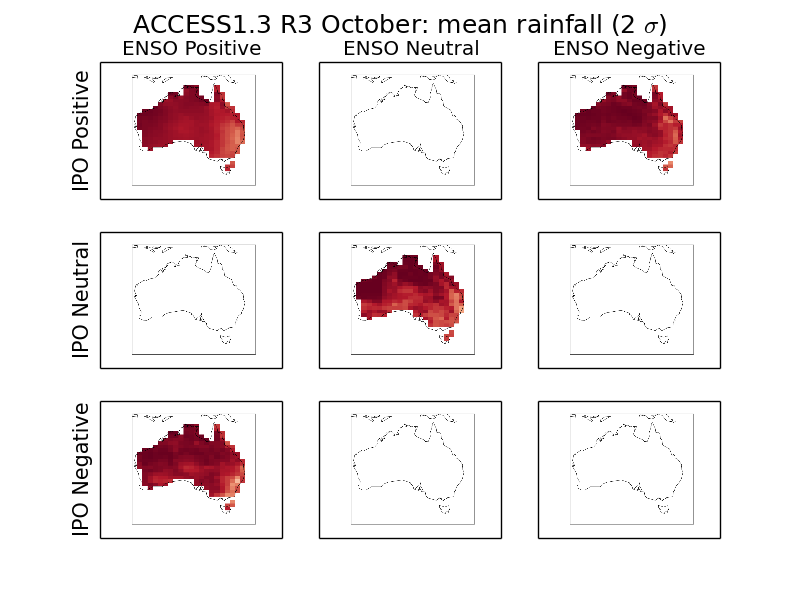 ACCESS1.3 R3 October: mean rainfall (2 σ)
ENSO Positive ENSO Neutral ENSO Negative
IPO Positive
IPO Neutral
IPO Negative